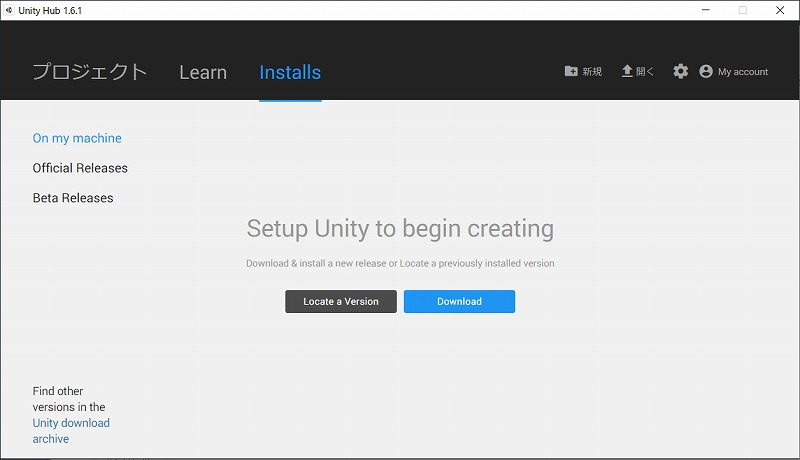 Unity Hub 1.6.1
プロジェクト Learn Installs 新規 開く My account
On my machine
Official Releases
Beta Releases
Setup Unity to begin creating
Download & install a new release or Locate a previously installed version
Locate a Version Download
Find other
versions in the
Unity download
archive